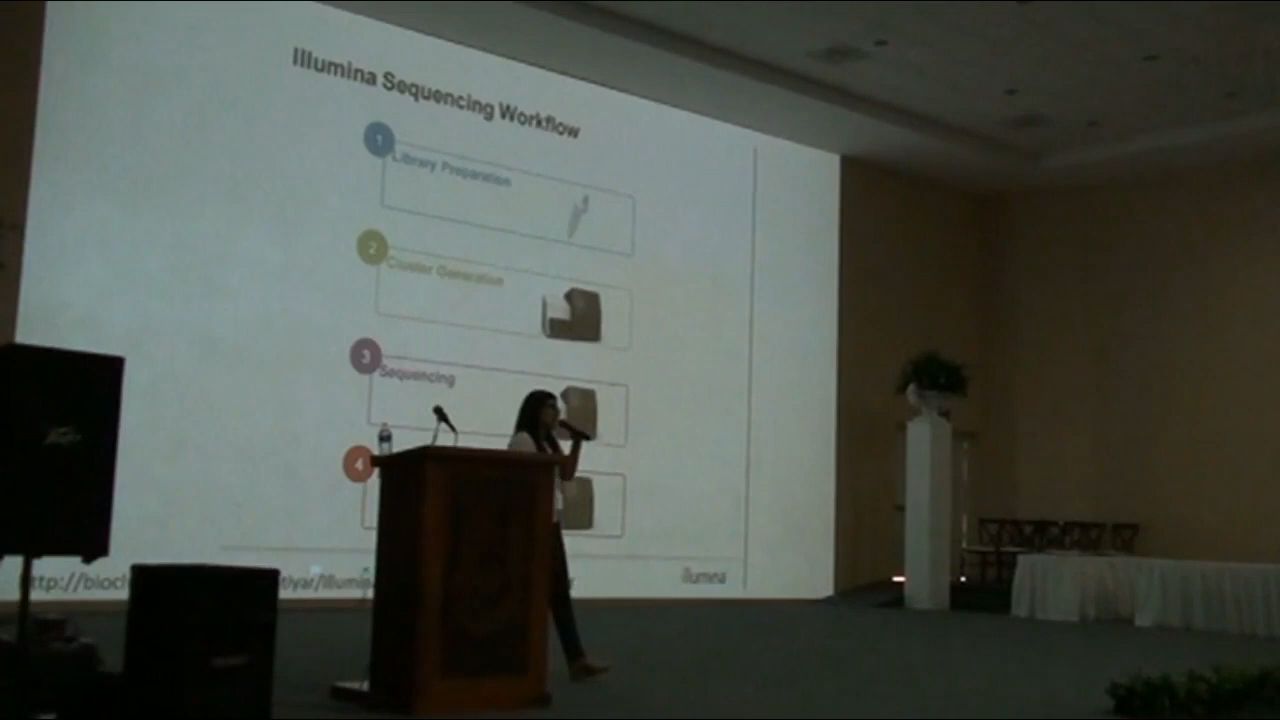 Illumina Sequencing Workflow
1
Library Preparation
2
Cluster Generation
3
Sequencing
4
illumina